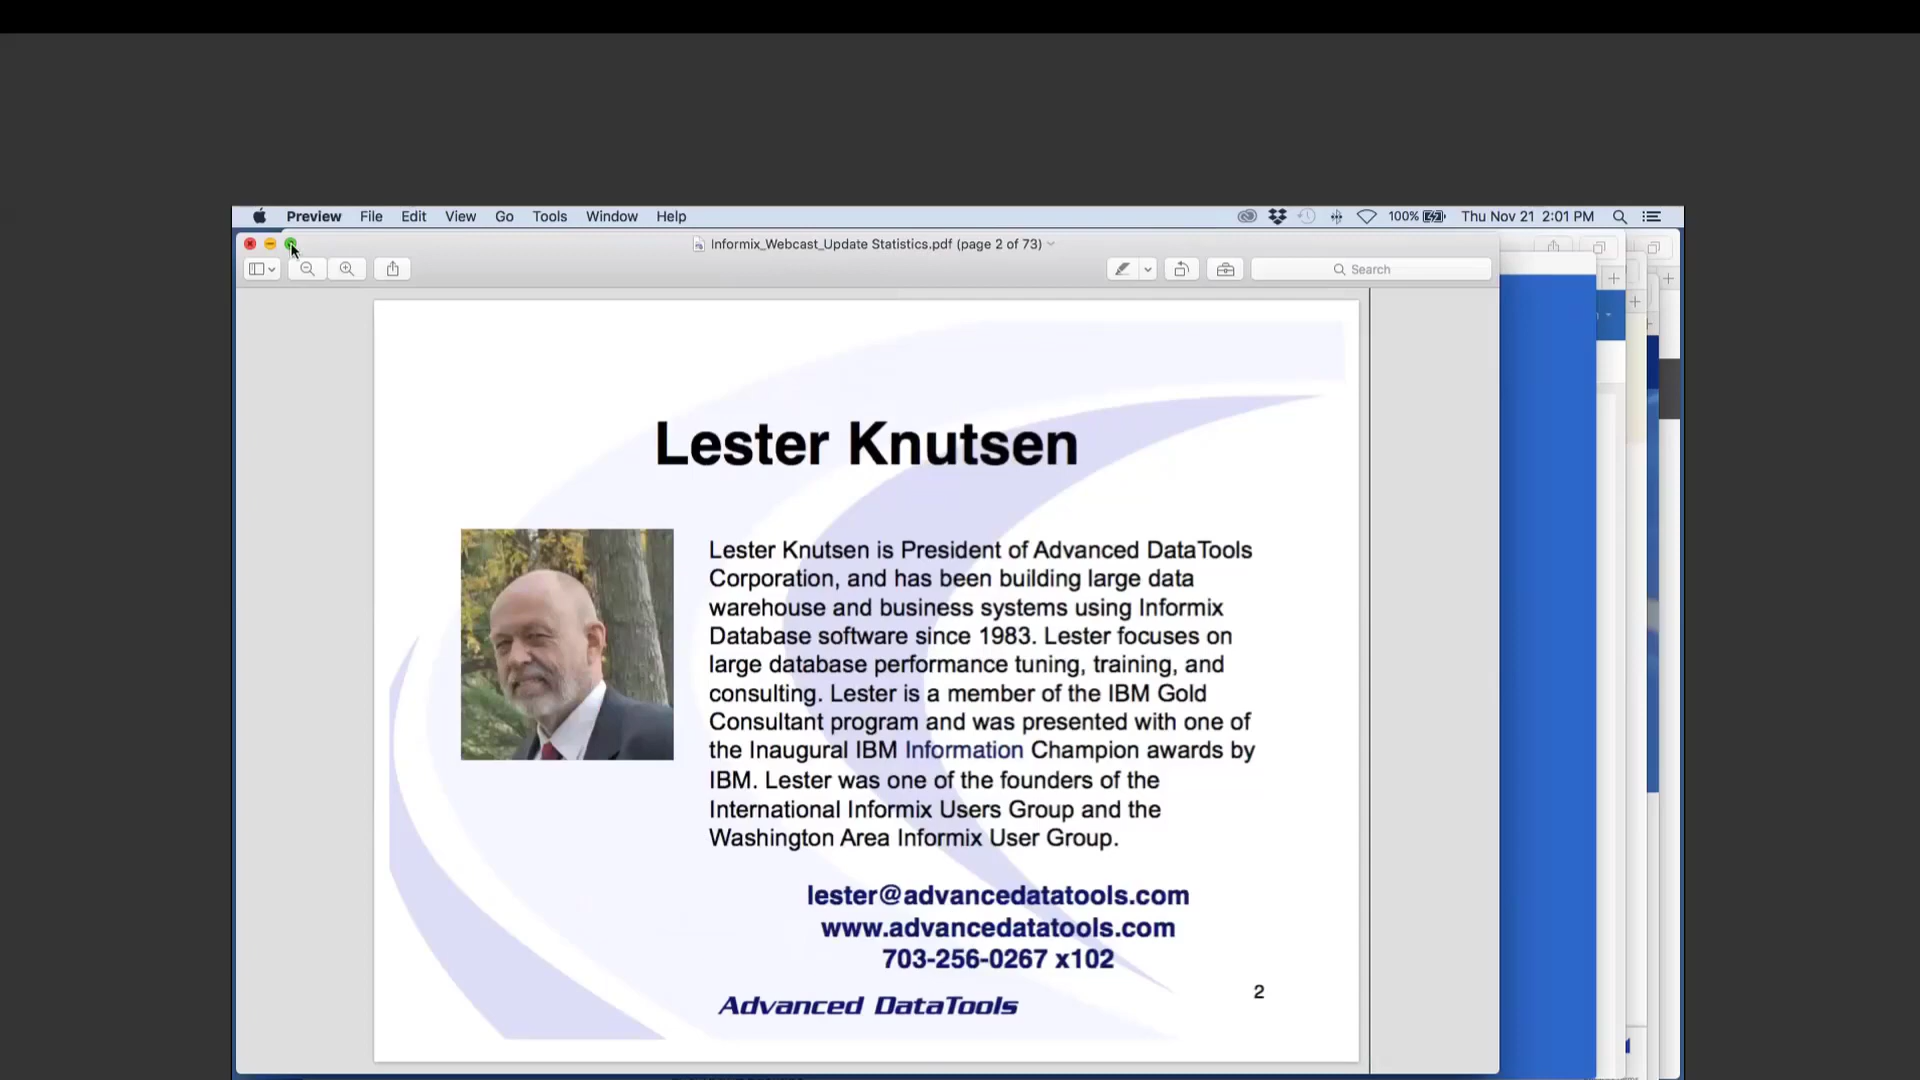 Preview File Edit View Go Tools Window Help 100% Thu Nov 21 2:01 PM
Informix_Webcast_Update Statistics.pdf (page 2 of 73)
Search
Lester Knutsen
Lester Knutsen is President of Advanced DataTools
Corporation, and has been building large data
warehouse and business systems using Informix
Database software since 1983. Lester focuses on
large database performance tuning, training, and
consulting. Lester is a member of the IBM Gold
Consultant program and was presented with one of
the Inaugural IBM Information Champion awards by
IBM. Lester was one of the founders of the
International Informix Users Group and the
Washington Area Informix User Group.
lester@advancedatatools.com
www.advancedatatools.com
703-256-0267 x102
Advanced DataTools
2